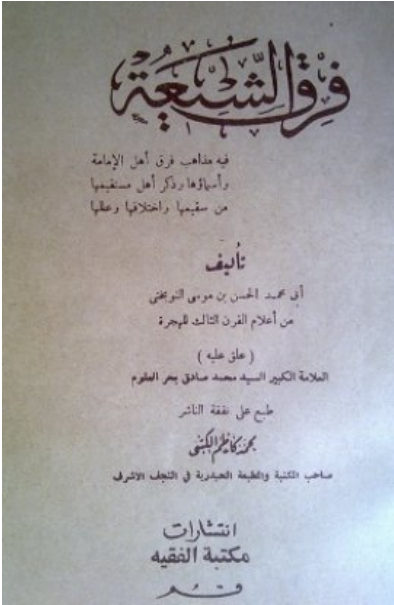 فِرَقُ الشِّيعَةِ
فيه مذاهب فرق أهل الإمامة
وأسماؤها وذكر أهل مستقيمها
من سقيمها واختلافها وعللها
تأليف
أبي محمد الحسن بن موسى النوبختي
من أعلام القرن الثالث للهجرة
( علق عليه )
العلامة الكبير السيد محمد صادق بحر العلوم
طبع على نفقة الناشر
محمد كاظم الكتبي
صاحب المكتبة والمطبعة الحيدرية في النجف الاشرف
انتشارات
مكتبة الفقيه
قم